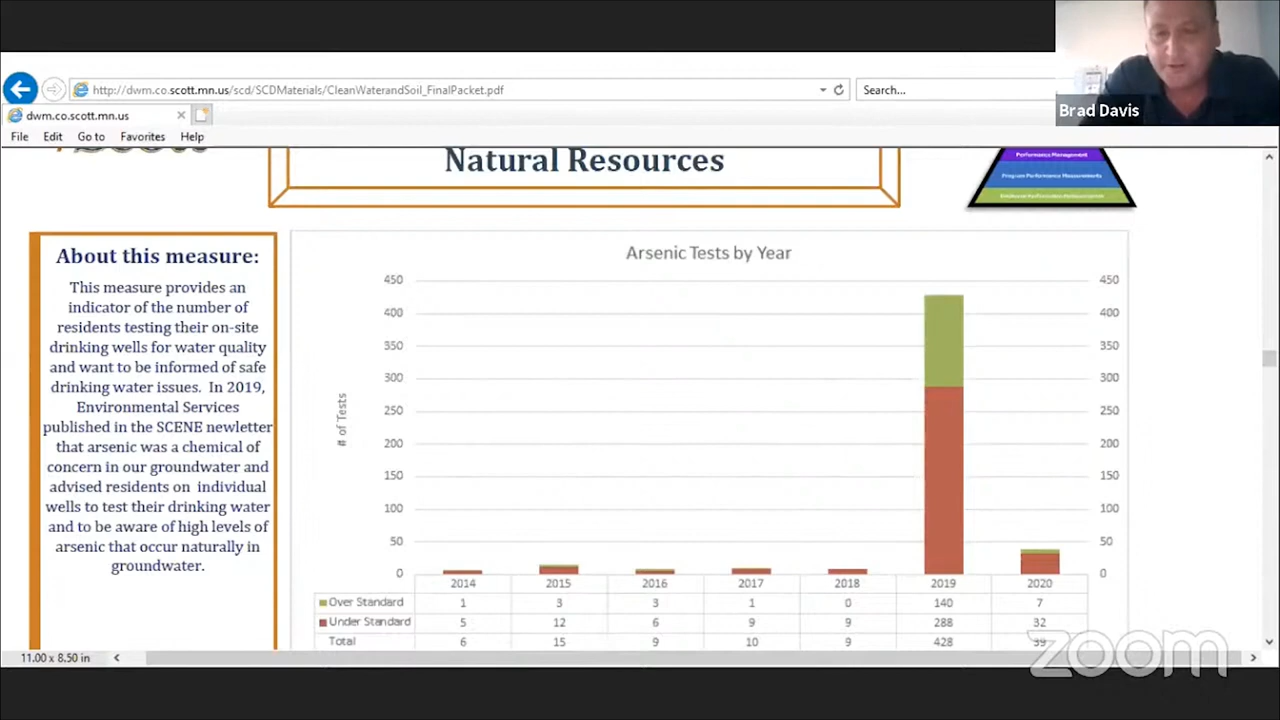 http://dwm.co.scott.mn.us/scd/SCDMaterials/CleanWaterandSoil_FinalPacket.pdf
Search...
Brad Davis
dwm.co.scott.mn.us
File Edit Go to Favorites Help
Natural Resources
Performance Management
Program Performance Measurements
About this measure:
This measure provides an
indicator of the number of
residents testing their on-site
drinking wells for water quality
and want to be informed of safe
drinking water issues. In 2019,
Environmental Services
published in the SCENE newletter
that arsenic was a chemical of
concern in our groundwater and
advised residents on individual
wells to test their drinking water
and to be aware of high levels of
arsenic that occur naturally in
groundwater.
Arsenic Tests by Year
# of Tests
450 450
400 400
350 350
300 300
250 250
200 200
150 150
100 100
50 50
0 0
2014 2015 2016 2017 2018 2019 2020
Over Standard 1 3 3 1 0 140 7
Under Standard 5 12 6 9 9 288 32
Total 6 15 9 10 9 428 39
11.00 x 8.50 in
zoom